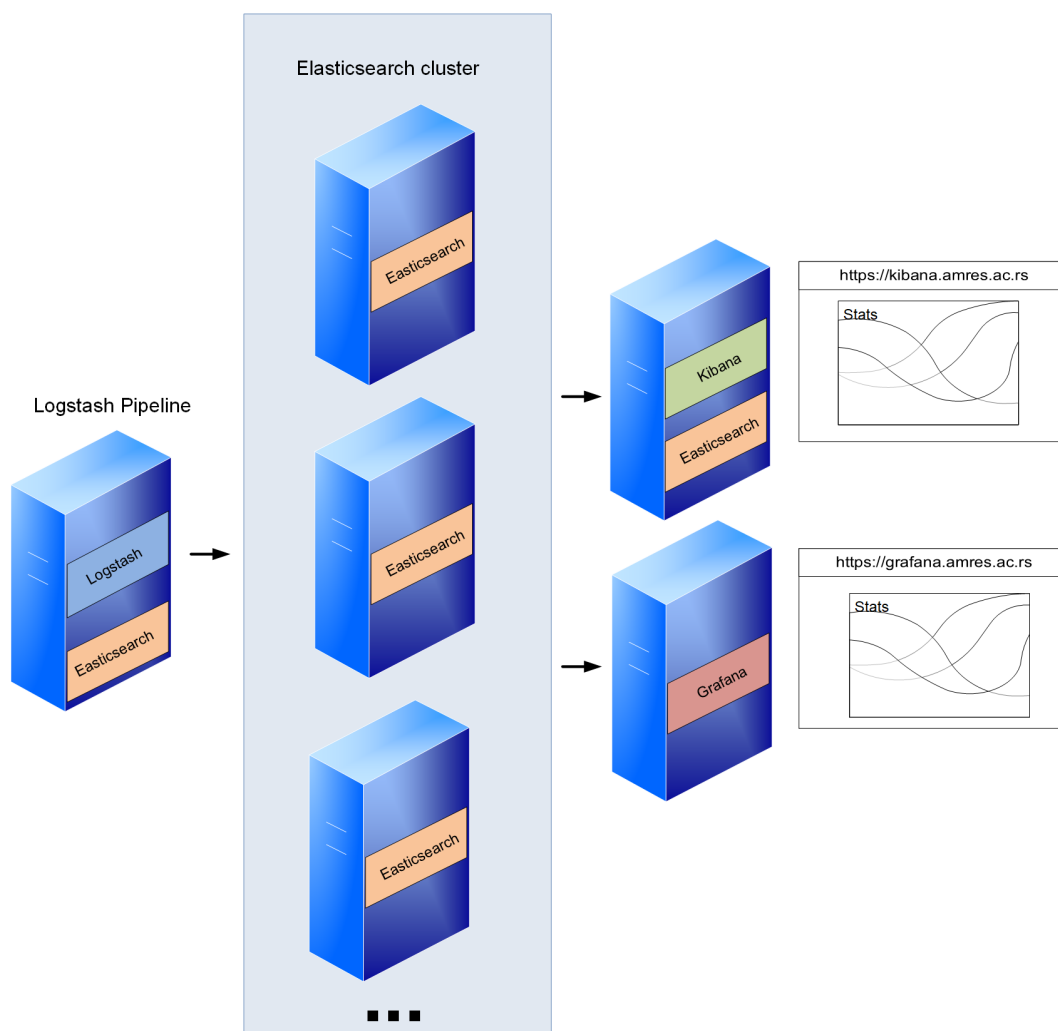 Elasticsearch cluster
Easticsearch
Kibana
Easticsearch
https://kibana.amres.ac.rs
Stats
Logstash Pipeline
Logstash
Easticsearch
Easticsearch
Grafana
https://grafana.amres.ac.rs
Stats
Easticsearch